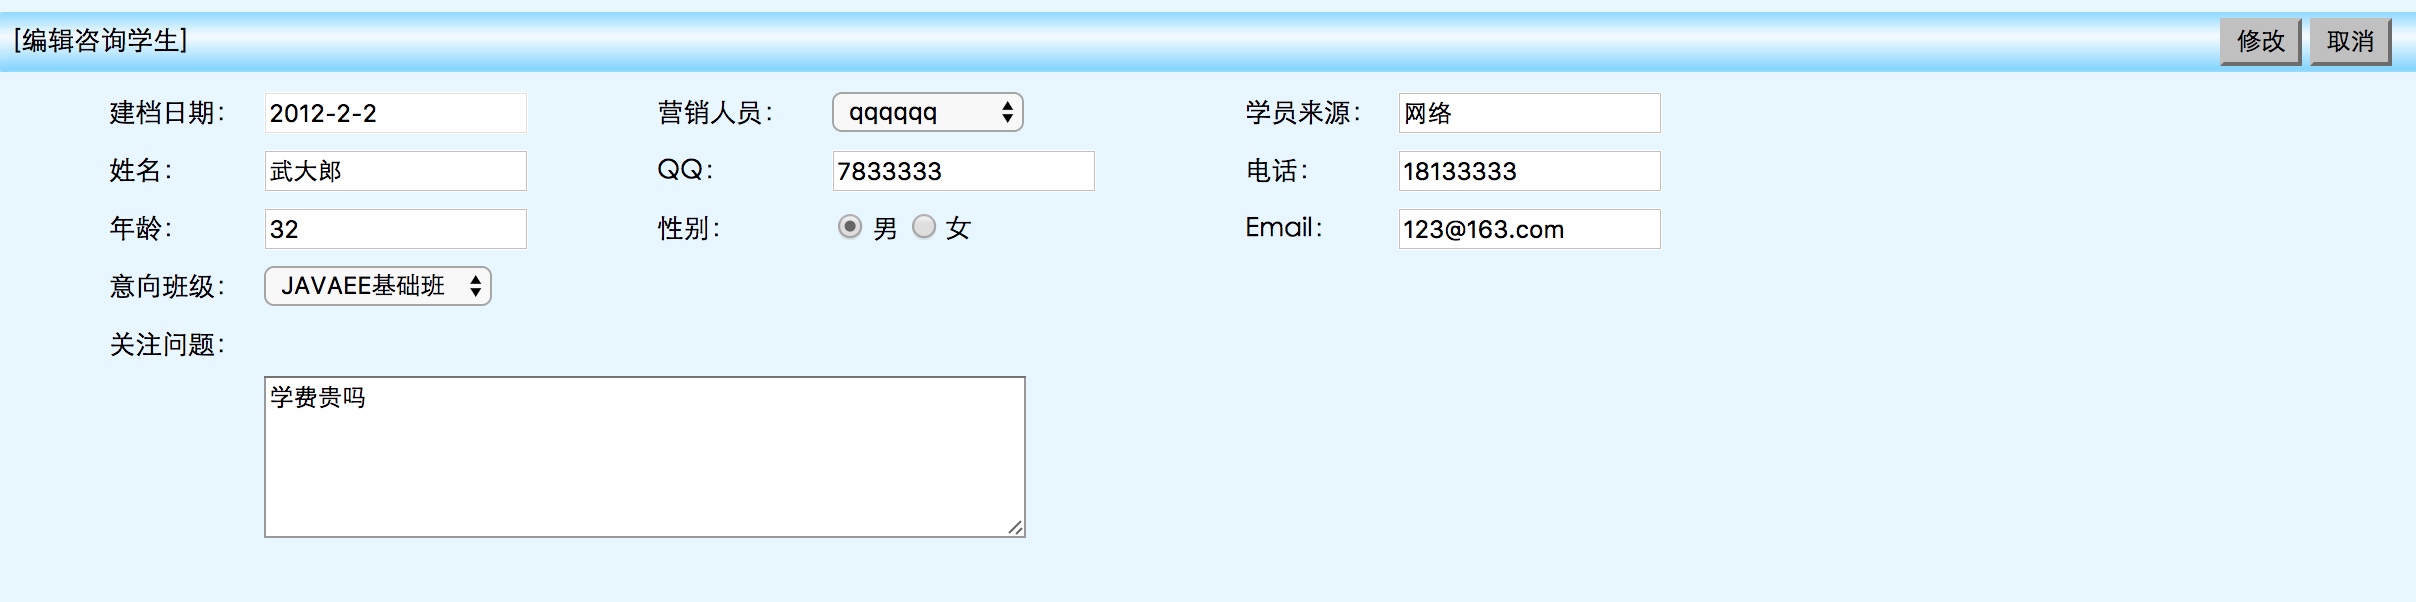 [编辑咨询学生] 修改 取消
建档日期： 2012-2-2 营销人员： qqqqqq 学员来源： 网络
姓名： 武大郎 QQ： 7833333 电话： 18133333
年龄： 32 性别： 男 女 Email： 123@163.com
意向班级： JAVAEE基础班
关注问题：
学费贵吗